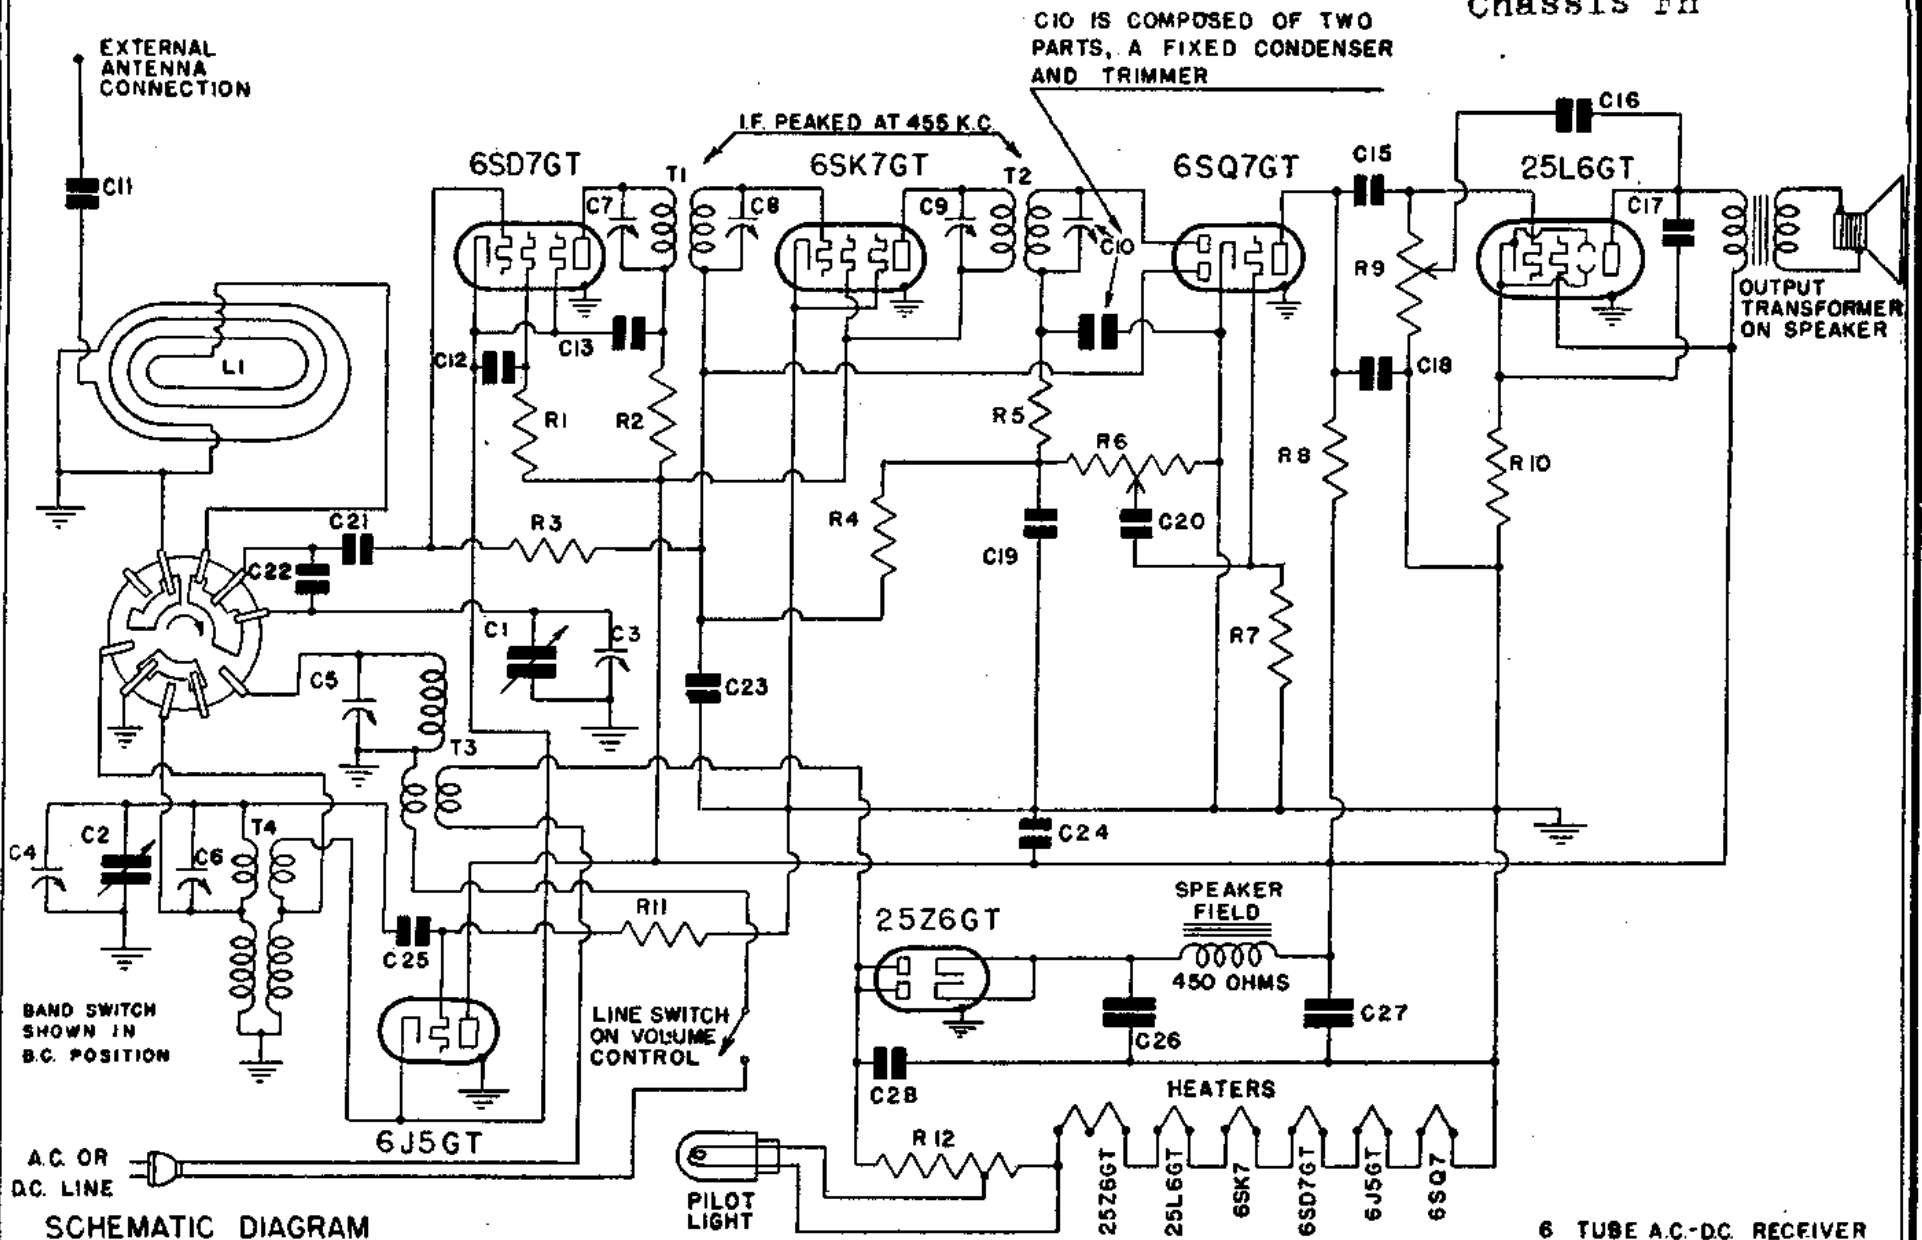 Chassis FH
C10 IS COMPOSED OF TWO
PARTS, A FIXED CONDENSER
AND TRIMMER
EXTERNAL
ANTENNA
CONNECTION
I.F. PEAKED AT 455 K.C.
C16
6SD7GT
T1
6SK7GT
T2
6SQ7GT
C15
25L6GT
C11
C7
C8
C9
C10
C17
R9
OUTPUT
TRANSFORMER
ON SPEAKER
L1
C12
C13
C18
R1
R2
R5
R6
R8
R10
C21
R3
R4
C19
C20
C22
C1
C3
R7
C5
C23
T3
C4
C2
C6
T4
C24
R11
C25
25Z6GT
SPEAKER
FIELD
450 OHMS
BAND SWITCH
SHOWN IN
B.C. POSITION
LINE SWITCH
ON VOLUME
CONTROL
C26
C27
C28
HEATERS
6J5GT
R12
A.C. OR
D.C. LINE
PILOT
LIGHT
25Z6GT
25L6GT
6SK7
6SD7GT
6J5GT
6SQ7
SCHEMATIC DIAGRAM
6 TUBE A.C.-D.C. RECEIVER